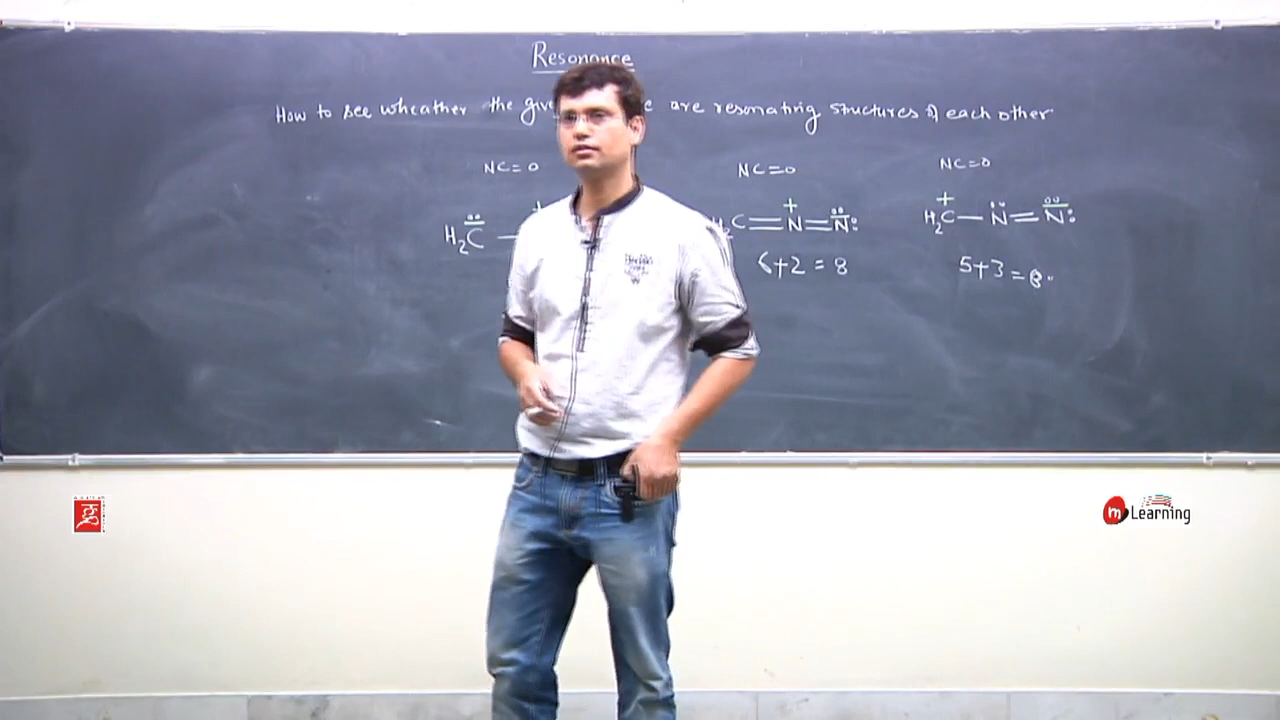 Resonance
How to see wheather the are resonating structures of each other
NC=0 NC=0 NC=0
H₂C̈ — C=N⁺=N̈: H₂C⁺—N̈=N̈:
6+2=8 5+3=8
m Learning